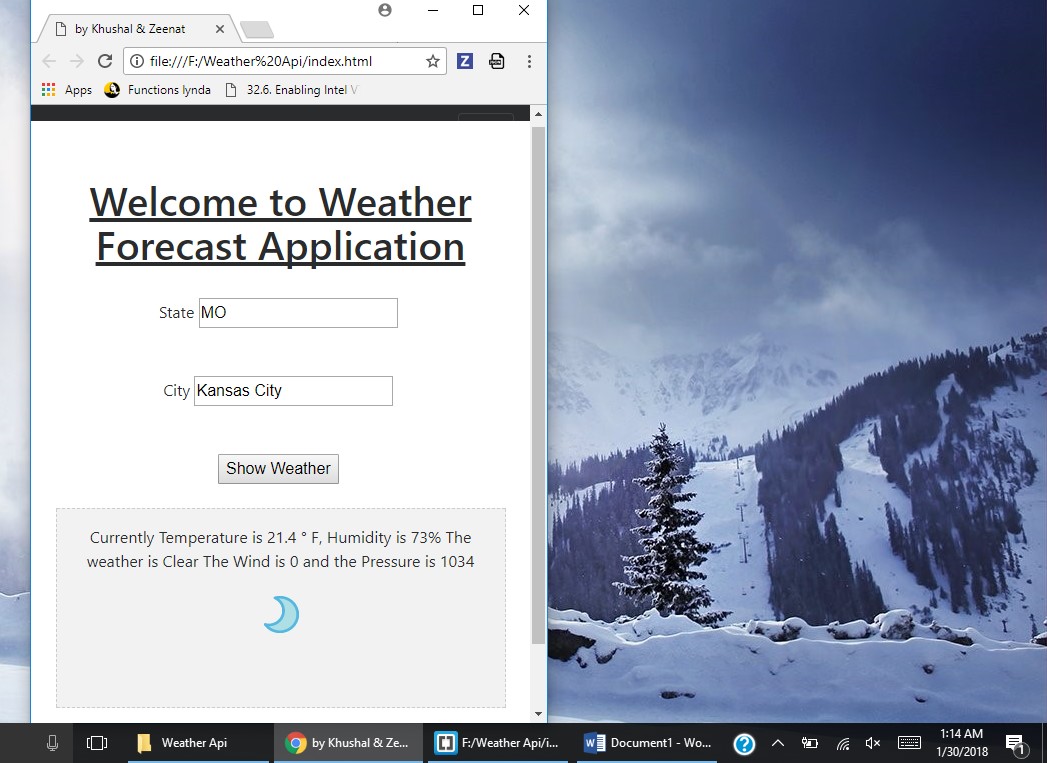 by Khushal & Zeenat
file:///F:/Weather%20Api/index.html
Z
Apps
Functions lynda
32.6. Enabling Intel V
Welcome to Weather
Forecast Application
State MO
City Kansas City
Show Weather
Currently Temperature is 21.4 ° F, Humidity is 73% The
weather is Clear The Wind is 0 and the Pressure is 1034
Weather Api
by Khushal & Ze...
F:/Weather Api/i...
Document1 - Wo...
1:14 AM
1/30/2018
1